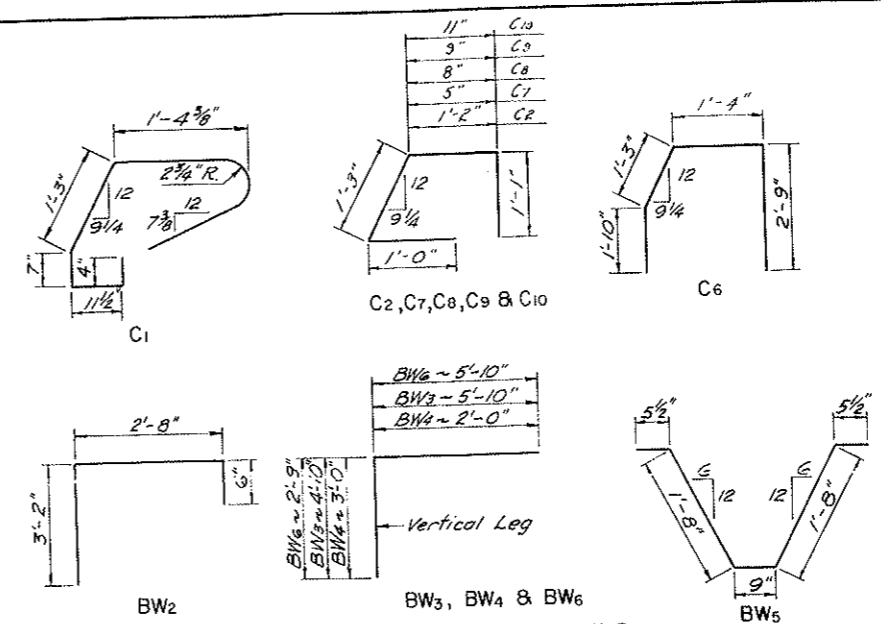 11" C10
9" C9
8" C8
5" C7
1'-2" C2
1'-3"
12
9 1/4
1'-1"
1'-0"
C2, C7, C8, C9 & C10
1'-4 3/8"
2 3/4" R.
1'-3"
12
9 1/4
12
7 3/8
7"
4"
11 1/2"
C1
1'-4"
1'-3"
12
9 1/4
1'-10"
2'-9"
C6
2'-8"
3'-2"
6"
BW2
BW6 ~ 5'-10"
BW3 ~ 5'-10"
BW4 ~ 2'-0"
BW6 ~ 2'-9"
BW3 ~ 4'-10"
BW4 ~ 3'-0"
Vertical Leg
BW3, BW4 & BW6
5 1/2"
5 1/2"
6
12
12
6
1'-8"
1'-8"
9"
BW5